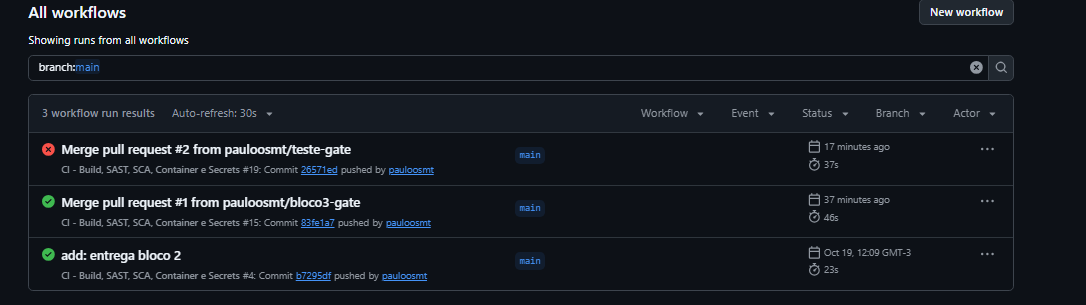 All workflows
New workflow
Showing runs from all workflows
branch:main
3 workflow run results Auto-refresh: 30s Workflow Event Status Branch Actor
Merge pull request #2 from pauloosmt/teste-gate main 17 minutes ago
CI - Build, SAST, SCA, Container e Secrets #19: Commit 26571ed pushed by pauloosmt 37s
Merge pull request #1 from pauloosmt/bloco3-gate main 37 minutes ago
CI - Build, SAST, SCA, Container e Secrets #15: Commit 83fe1a7 pushed by pauloosmt 46s
add: entrega bloco 2 main Oct 19, 12:09 GMT-3
CI - Build, SAST, SCA, Container e Secrets #4: Commit b7295df pushed by pauloosmt 23s